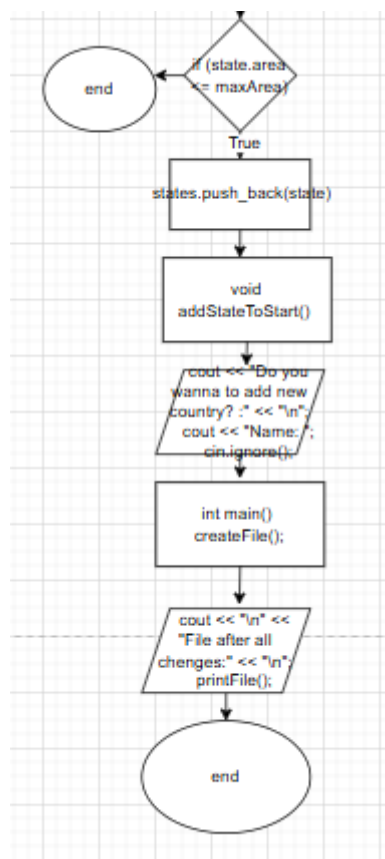 if (state.area
end
<= maxArea)
True
states.push_back(state)
void
addStateToStart()
cout << "Do you
wanna to add new
country? :" << "\n";
cout << "Name: ";
cin.ignore();
int main()
createFile();
cout << "\n" <<
"File after all
chenges:" << "\n";
printFile();
end